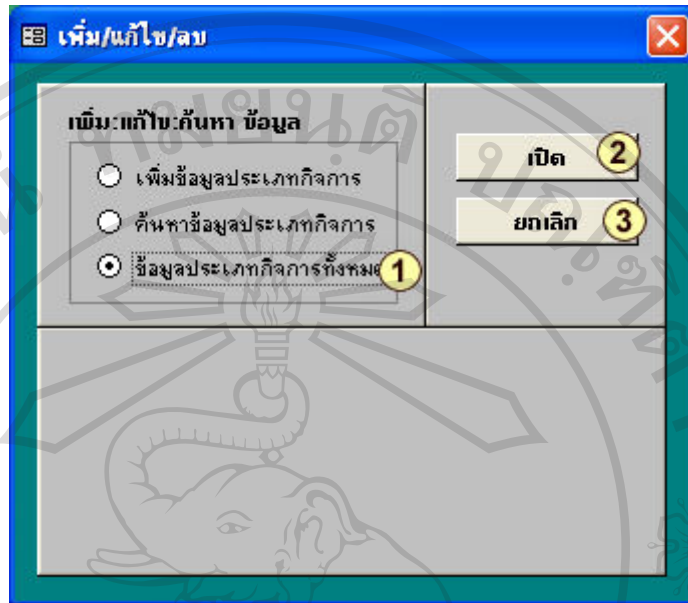 เพิ่ม/แก้ไข/ลบ
เพิ่ม:แก้ไข:ค้นหา ข้อมูล
เพิ่มข้อมูลประเภทกิจการ
ค้นหาข้อมูลประเภทกิจการ
ข้อมูลประเภทกิจการทั้งหมด 1
เปิด 2
ยกเลิก 3